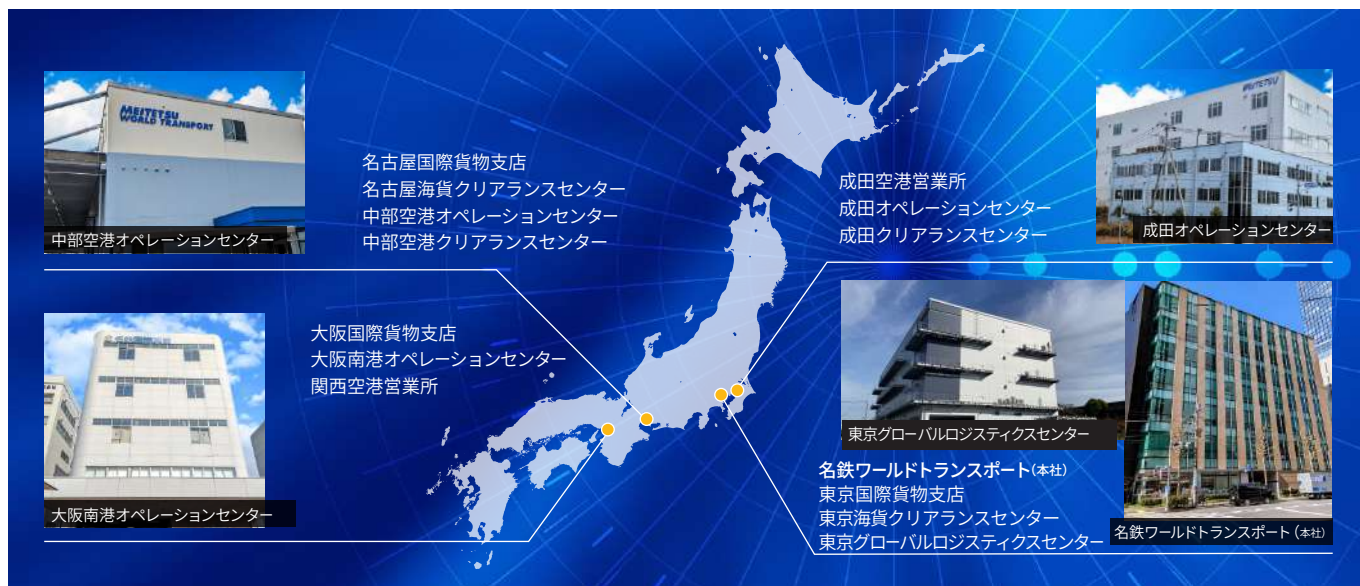 MEITETSU
WORLD TRANSPORT
中部空港オペレーションセンター
名古屋国際貨物支店
名古屋海貨クリアランスセンター
中部空港オペレーションセンター
中部空港クリアランスセンター
成田空港営業所
成田オペレーションセンター
成田クリアランスセンター
MEITETSU
成田オペレーションセンター
大阪国際貨物支店
大阪南港オペレーションセンター
関西空港営業所
大阪南港オペレーションセンター
東京グローバルロジスティクスセンター
名鉄ワールドトランスポート(本社)
東京国際貨物支店
東京海貨クリアランスセンター
東京グローバルロジスティクスセンター
名鉄ワールドトランスポート(本社)